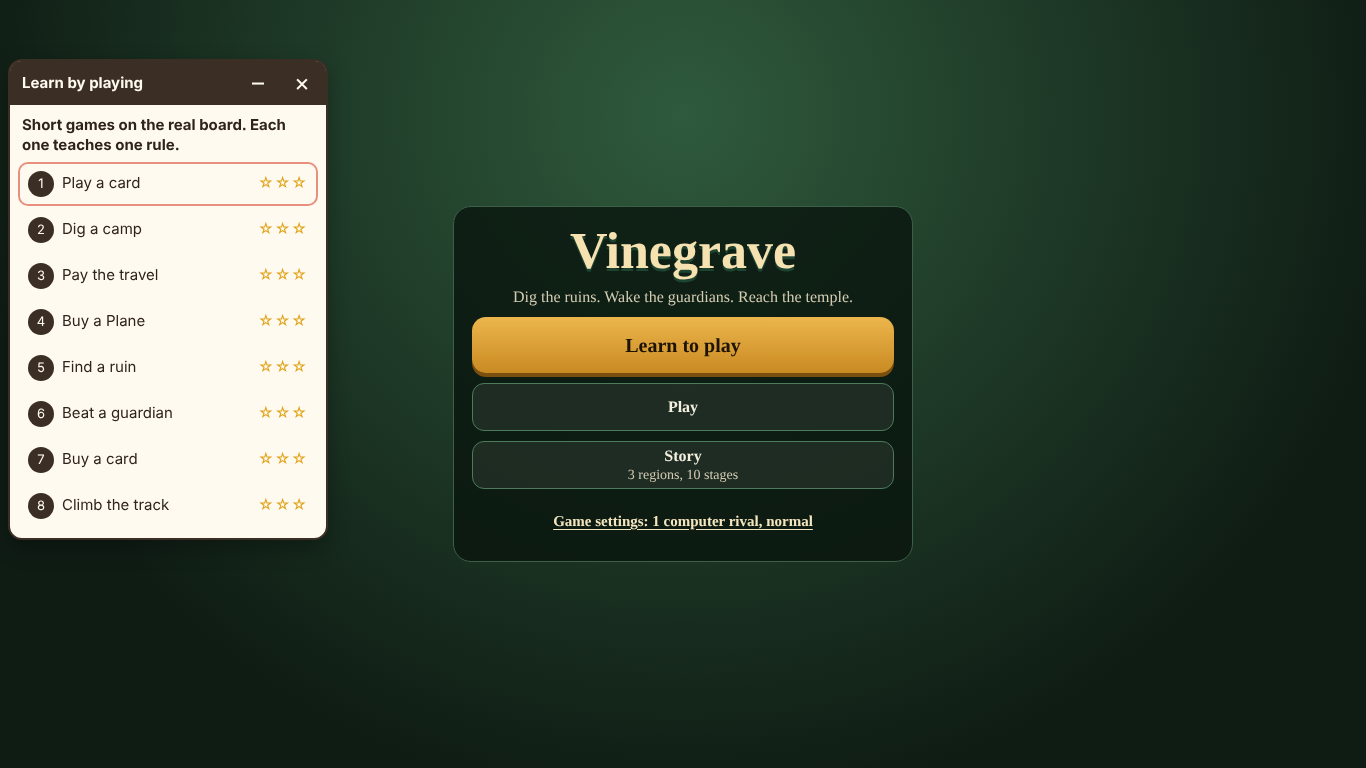 Learn by playing
Short games on the real board. Each
one teaches one rule.
1 Play a card ☆☆☆
2 Dig a camp ☆☆☆
3 Pay the travel ☆☆☆
4 Buy a Plane ☆☆☆
5 Find a ruin ☆☆☆
6 Beat a guardian ☆☆☆
7 Buy a card ☆☆☆
8 Climb the track ☆☆☆
Vinegrave
Dig the ruins. Wake the guardians. Reach the temple.
Learn to play
Play
Story
3 regions, 10 stages
Game settings: 1 computer rival, normal